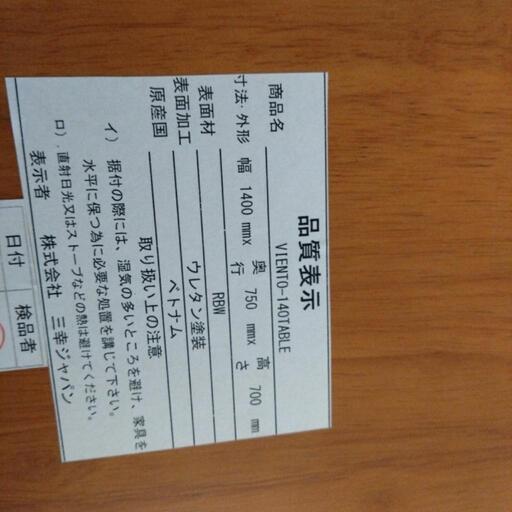 品質表示
商品名 VIENTO-140TABLE
寸法・外形 幅 1400 mmx 奥行 750 mmx 高さ 700 mm
表面材 RBW
表面加工 ウレタン塗装
原産国 ベトナム
取り扱い上の注意
イ) 据付の際には、湿気の多いところを避け、家具を
水平に保つ為に必要な処置を講じて下さい。
ロ).直射日光又はストーブなどの熱は避けてください。
表示者 株式会社 三幸ジャパン
日付 検品者